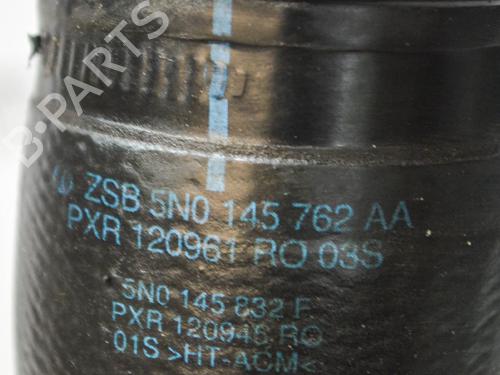 B-PARTS
ZSB 5N0 145 762 AA
PXR 120961 RO 03S
5N0 145 832 F
PXR 120946 RO
01S >HT-ACM<